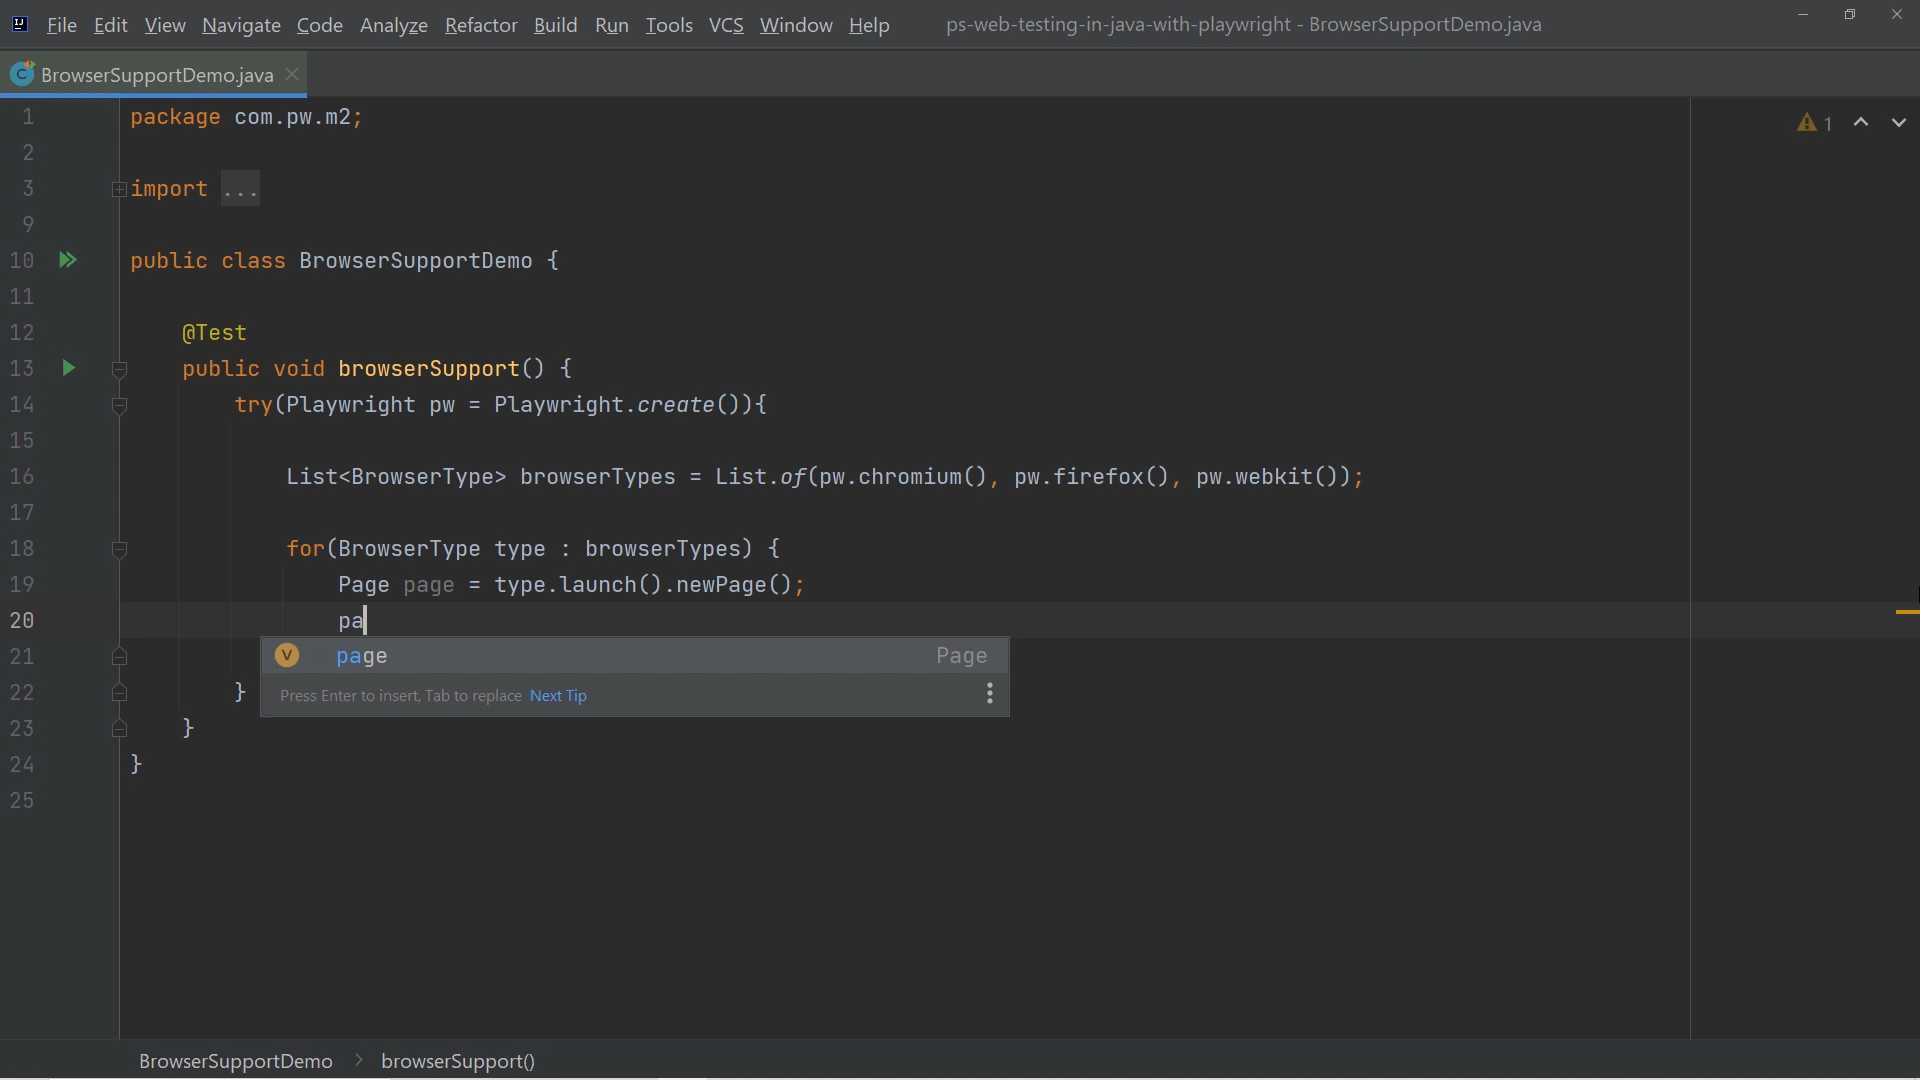 File Edit View Navigate Code Analyze Refactor Build Run Tools VCS Window Help ps-web-testing-in-java-with-playwright - BrowserSupportDemo.java
BrowserSupportDemo.java
1 package com.pw.m2;
2
3 import ...
9
10 public class BrowserSupportDemo {
11
12 @Test
13 public void browserSupport() {
14 try(Playwright pw = Playwright.create()){
15
16 List<BrowserType> browserTypes = List.of(pw.chromium(), pw.firefox(), pw.webkit());
17
18 for(BrowserType type : browserTypes) {
19 Page page = type.launch().newPage();
20 pa
21 page Page
Press Enter to insert, Tab to replace Next Tip
22 }
23 }
24 }
25
1
BrowserSupportDemo > browserSupport()